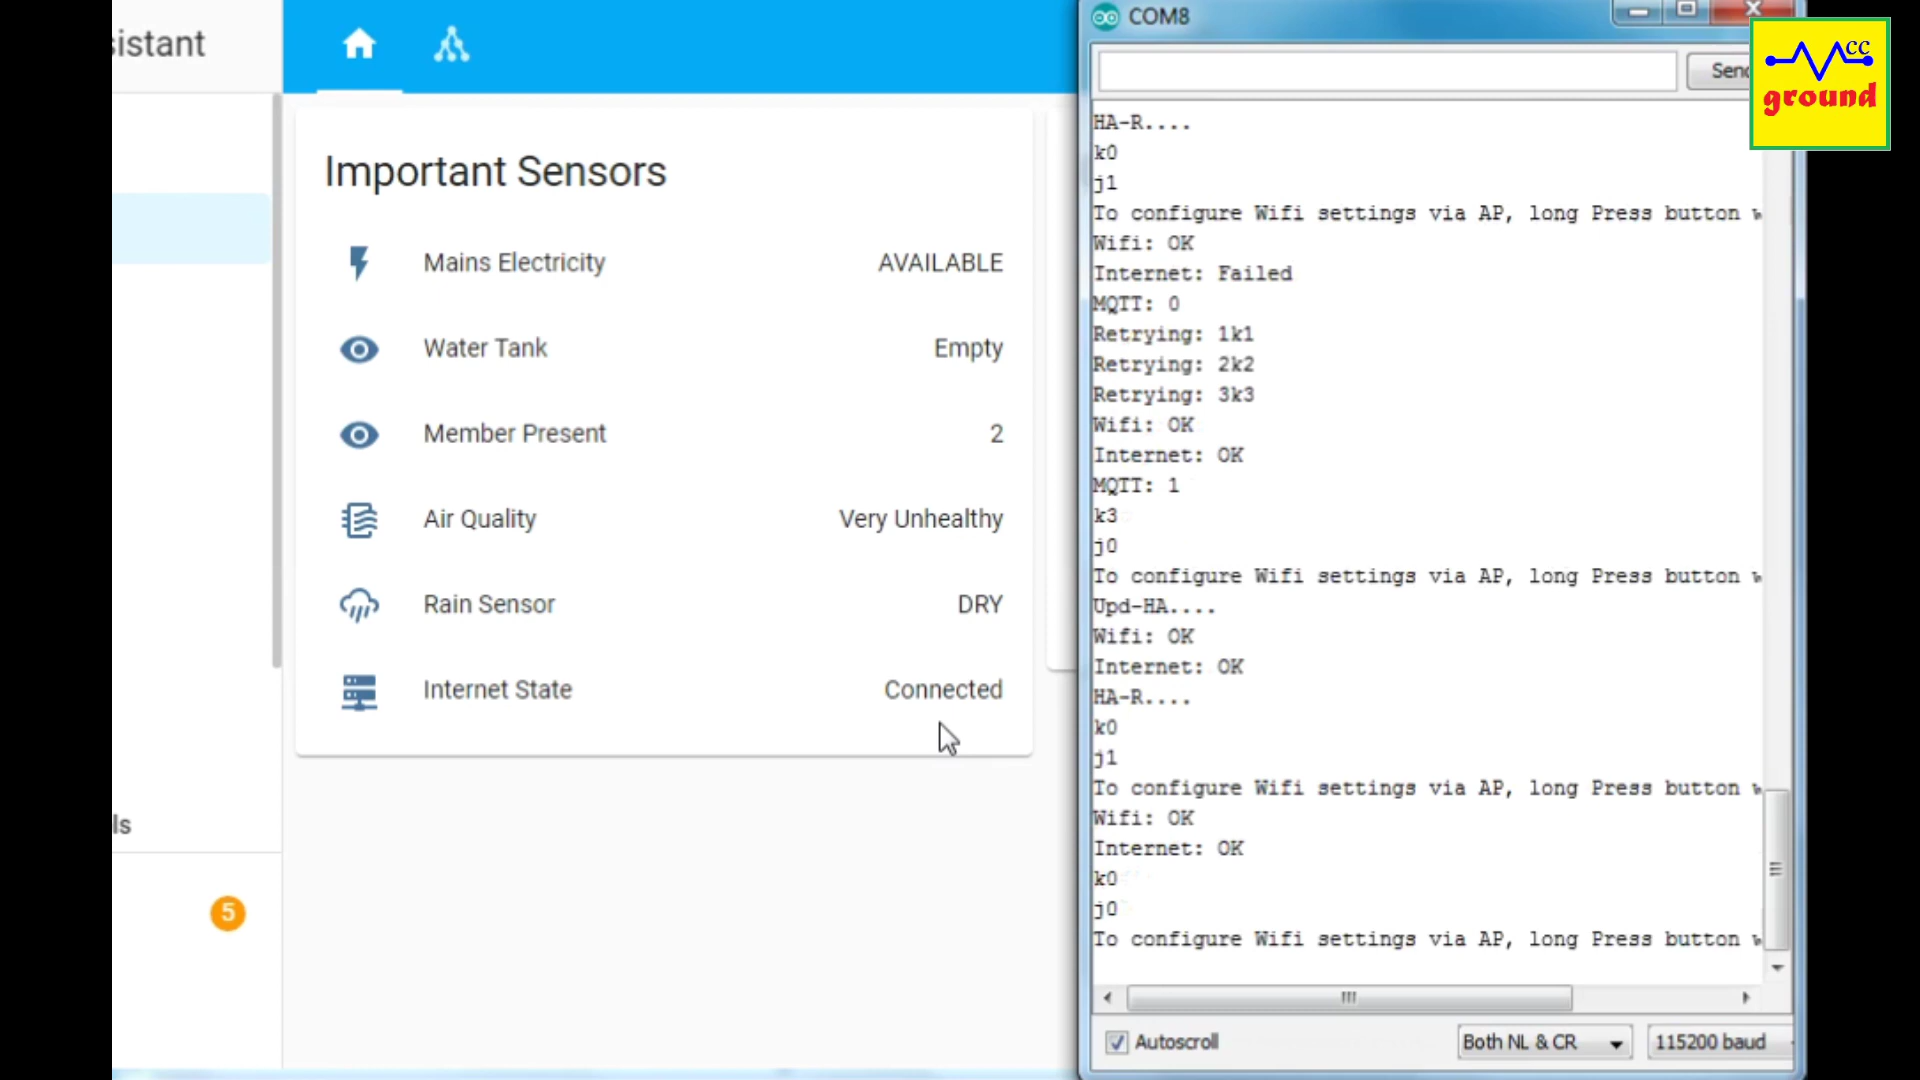 sistant
Important Sensors
Mains Electricity AVAILABLE
Water Tank Empty
Member Present 2
Air Quality Very Unhealthy
Rain Sensor DRY
Internet State Connected
ls
5
COM8
Send
HA-R....
k0
j1
To configure Wifi settings via AP, long Press button
Wifi: OK
Internet: Failed
MQTT: 0
Retrying: 1k1
Retrying: 2k2
Retrying: 3k3
Wifi: OK
Internet: OK
MQTT: 1
k3
j0
To configure Wifi settings via AP, long Press button
Upd-HA....
Wifi: OK
Internet: OK
HA-R....
k0
j1
To configure Wifi settings via AP, long Press button
Wifi: OK
Internet: OK
k0
j0
To configure Wifi settings via AP, long Press button
Autoscroll
Both NL & CR
115200 baud
cc
ground